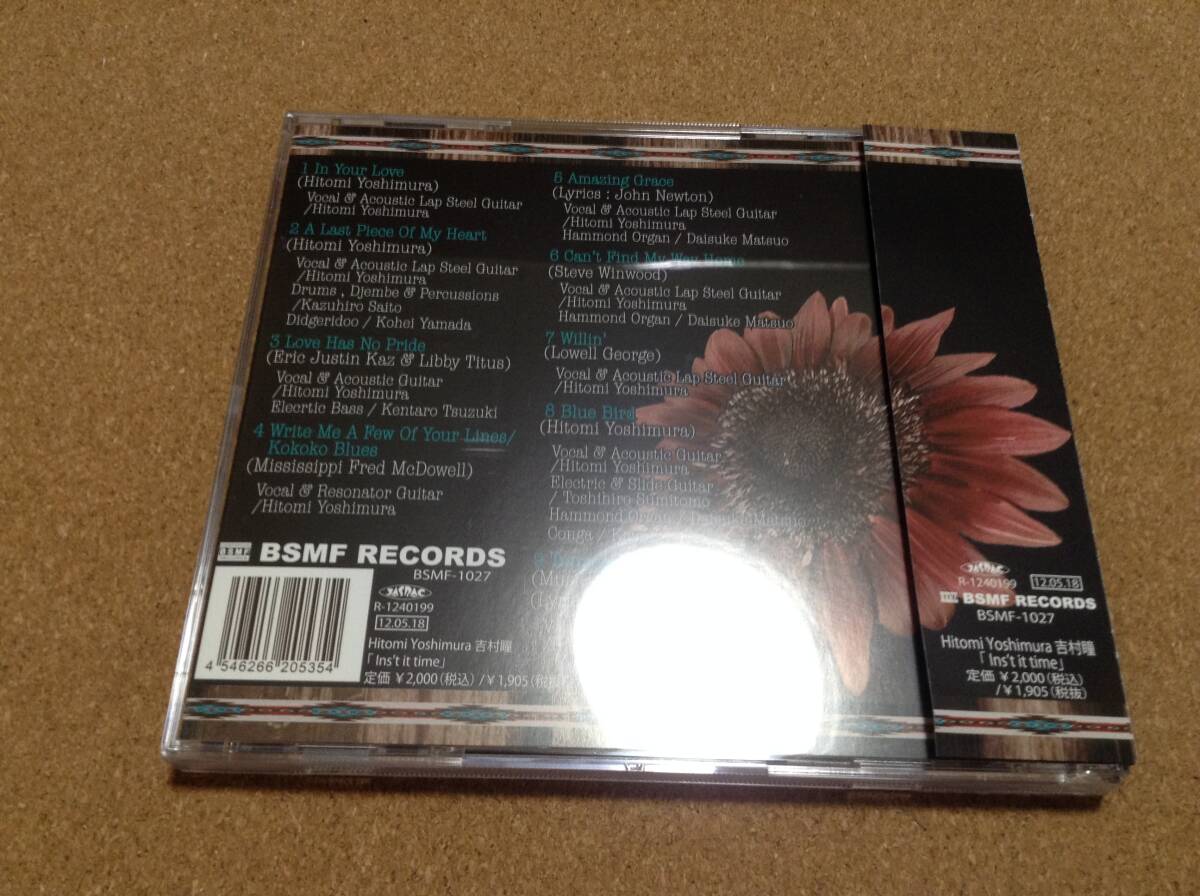 1 In Your Love
(Hitomi Yoshimura)
Vocal & Acoustic Lap Steel Guitar
/Hitomi Yoshimura
2 A Last Piece Of My Heart
(Hitomi Yoshimura)
Vocal & Acoustic Lap Steel Guitar
/Hitomi Yoshimura
Drums , Djembe & Percussions
/Kazuhiro Saito
Didgeridoo / Kohei Yamada
3 Love Has No Pride
(Eric Justin Kaz & Libby Titus)
Vocal & Acoustic Guitar
/Hitomi Yoshimura
Elecrtic Bass / Kentaro Tsuzuki
4 Write Me A Few Of Your Lines/
Kokoko Blues
(Mississippi Fred McDowell)
Vocal & Resonator Guitar
/Hitomi Yoshimura
5 Amazing Grace
(Lyrics : John Newton)
Vocal & Acoustic Lap Steel Guitar
/Hitomi Yoshimura
Hammond Organ / Daisuke Matsuo
6 Can't Find My Way Home
(Steve Winwood)
Vocal & Acoustic Lap Steel Guitar
/Hitomi Yoshimura
Hammond Organ / Daisuke Matsuo
7 Willin'
(Lowell George)
Vocal & Acoustic Lap Steel Guitar
/Hitomi Yoshimura
8 Blue Bird
(Hitomi Yoshimura)
Vocal & Acoustic Guitar
/Hitomi Yoshimura
Electric & Slide Guitar
/ Toshihiro Sumitomo
Hammond Organ / Daisuke Matsuo
Conga /
9
BSMF BSMF RECORDS
BSMF-1027
JASRAC
R-1240199
12.05.18
Hitomi Yoshimura 吉村瞳
「Ins't it time」
定価 ¥2,000(税込)/¥1,905(税抜
4 546266 205354
JASRAC
R-1240199 12.05.18
BSMF RECORDS
BSMF-1027
Hitomi Yoshimura 吉村瞳
「Ins't it time」
定価 ¥2,000(税込)
/¥1,905(税抜)